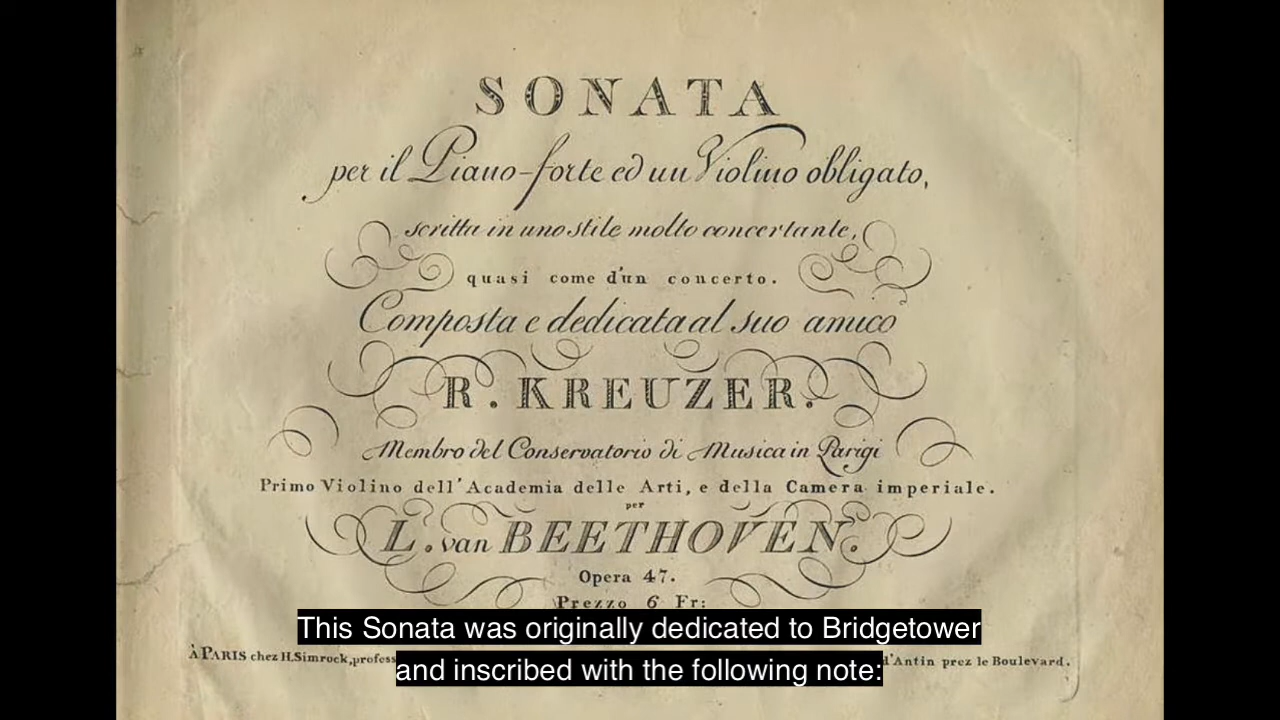 SONATA
per il Piano-forte ed un Violino obligato,
scritta in uno stile molto concertante,
quasi come d'un concerto.
Composta e dedicata al suo amico
R. KREUZER.
Membro del Conservatorio di Musica in Parigi
Primo Violino dell'Academia delle Arti, e della Camera imperiale.
per
L. van BEETHOVEN.
Opera 47.
Prezzo 6 Fr:
This Sonata was originally dedicated to Bridgetower
À PARIS chez H. Simrock, profess d'Antin prez le Boulevard.
and inscribed with the following note: